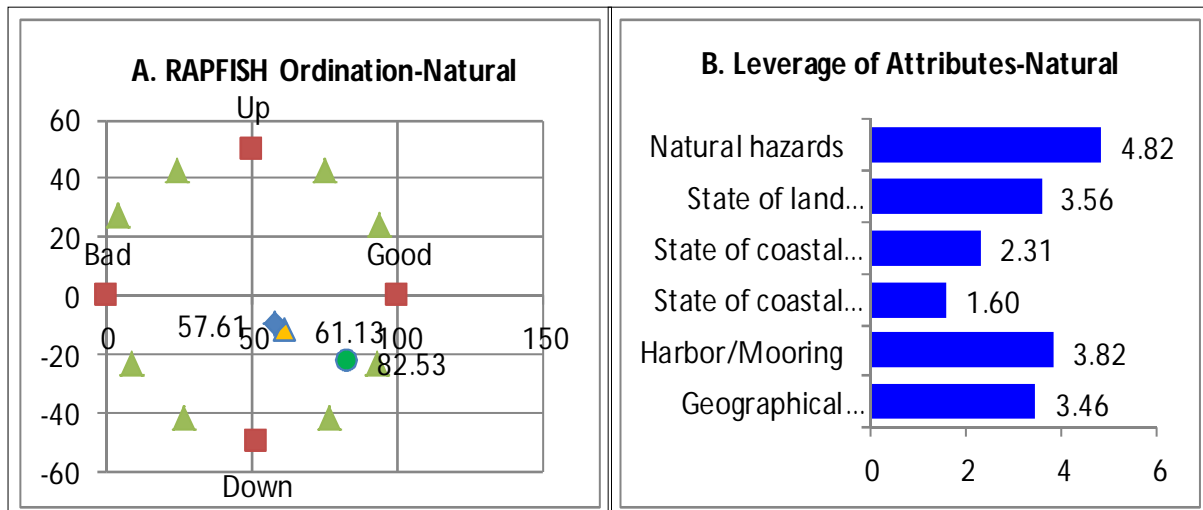 A. RAPFISH Ordination-Natural
Up
60
40
20
Bad
Good
0
0
50
100
150
57.61
61.13
82.53
-20
-40
-60
Down
B. Leverage of Attributes-Natural
Natural hazards
4.82
State of land...
3.56
State of coastal...
2.31
State of coastal...
1.60
Harbor/Mooring
3.82
Geographical...
3.46
0
2
4
6